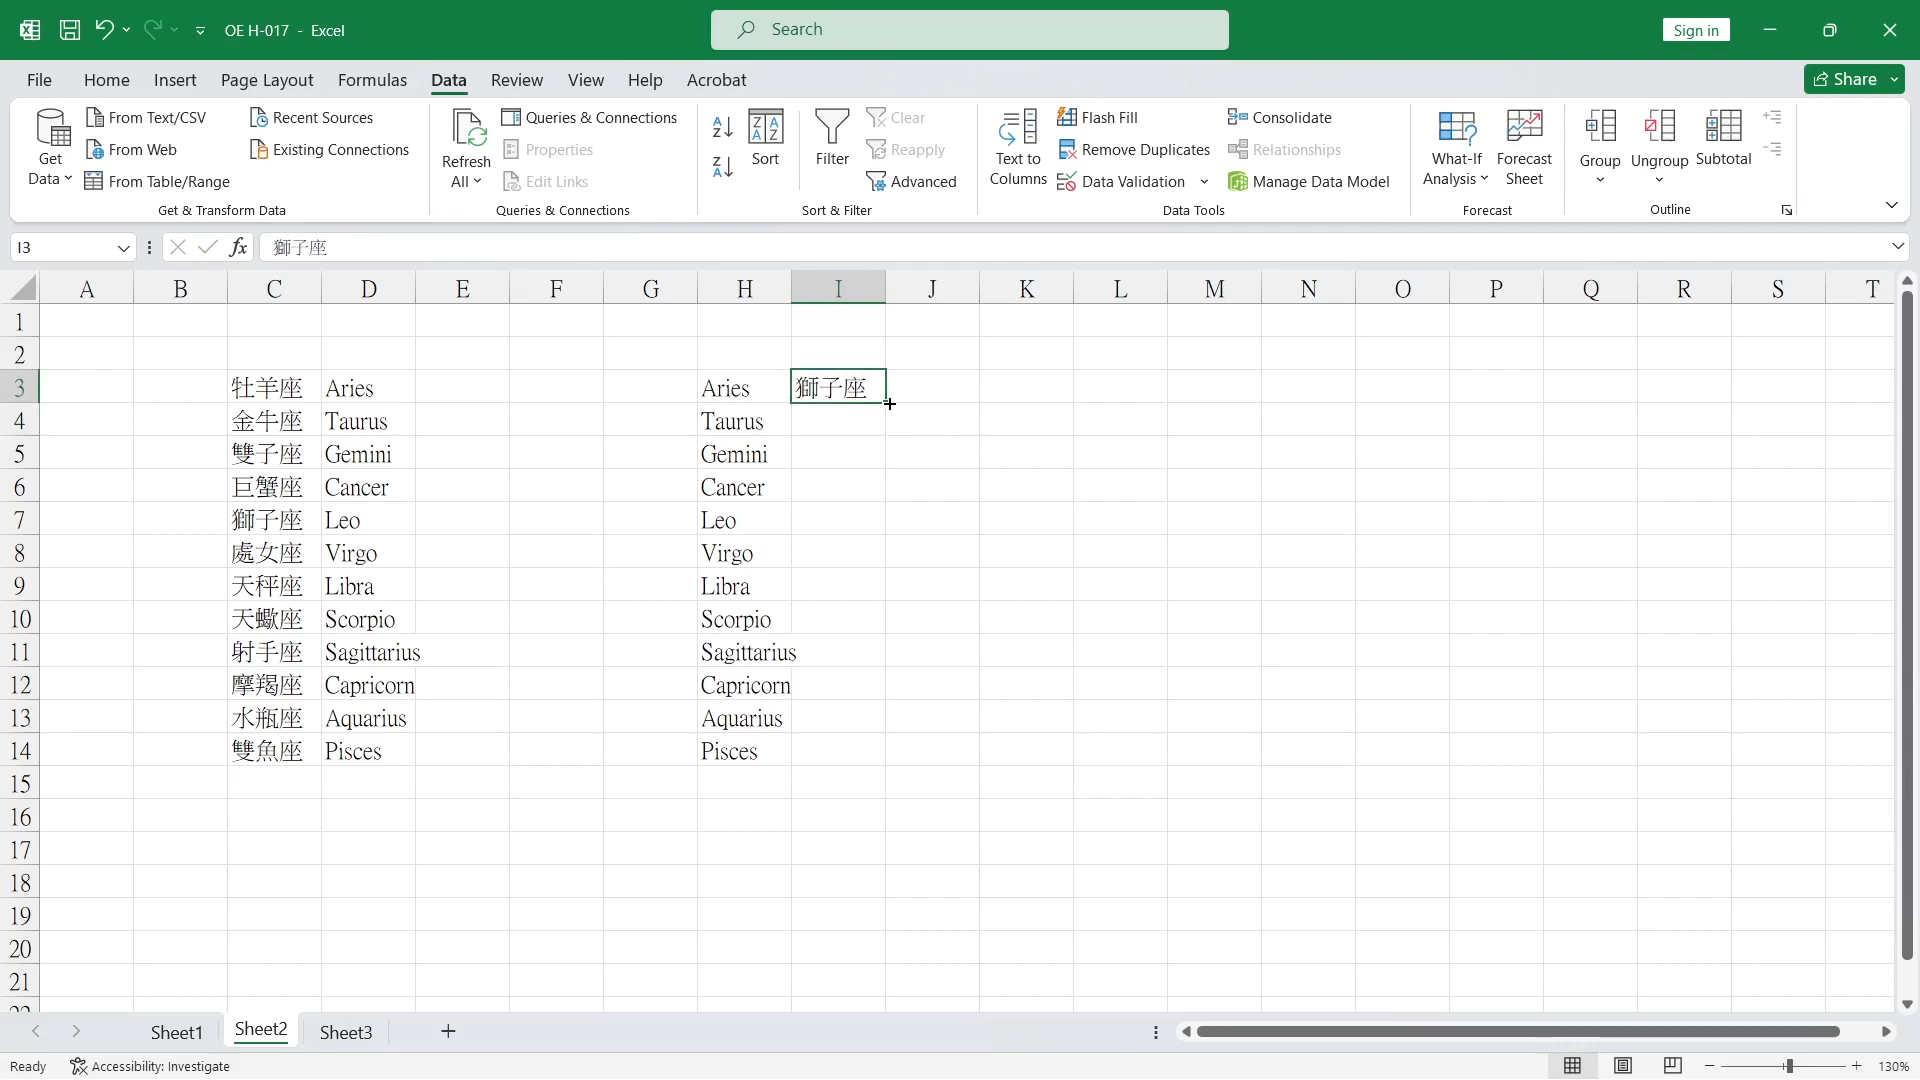 OE H-017 - Excel
Search
Sign in
File Home Insert Page Layout Formulas Data Review View Help Acrobat
Share
Get Data
From Text/CSV
From Web
From Table/Range
Recent Sources
Existing Connections
Get & Transform Data
Refresh All
Queries & Connections
Properties
Edit Links
Queries & Connections
Sort
Filter
Clear
Reapply
Advanced
Sort & Filter
Text to Columns
Flash Fill
Remove Duplicates
Data Validation
Consolidate
Relationships
Manage Data Model
Data Tools
What-If Analysis
Forecast Sheet
Forecast
Group
Ungroup
Subtotal
Outline
I3 fx 獅子座
A B C D E F G H I J K L M N O P Q R S T
1
2
3 牡羊座 Aries Aries 獅子座
4 金牛座 Taurus Taurus
5 雙子座 Gemini Gemini
6 巨蟹座 Cancer Cancer
7 獅子座 Leo Leo
8 處女座 Virgo Virgo
9 天秤座 Libra Libra
10 天蠍座 Scorpio Scorpio
11 射手座 Sagittarius Sagittarius
12 摩羯座 Capricorn Capricorn
13 水瓶座 Aquarius Aquarius
14 雙魚座 Pisces Pisces
15
16
17
18
19
20
21
Sheet1 Sheet2 Sheet3
Ready Accessibility: Investigate 130%